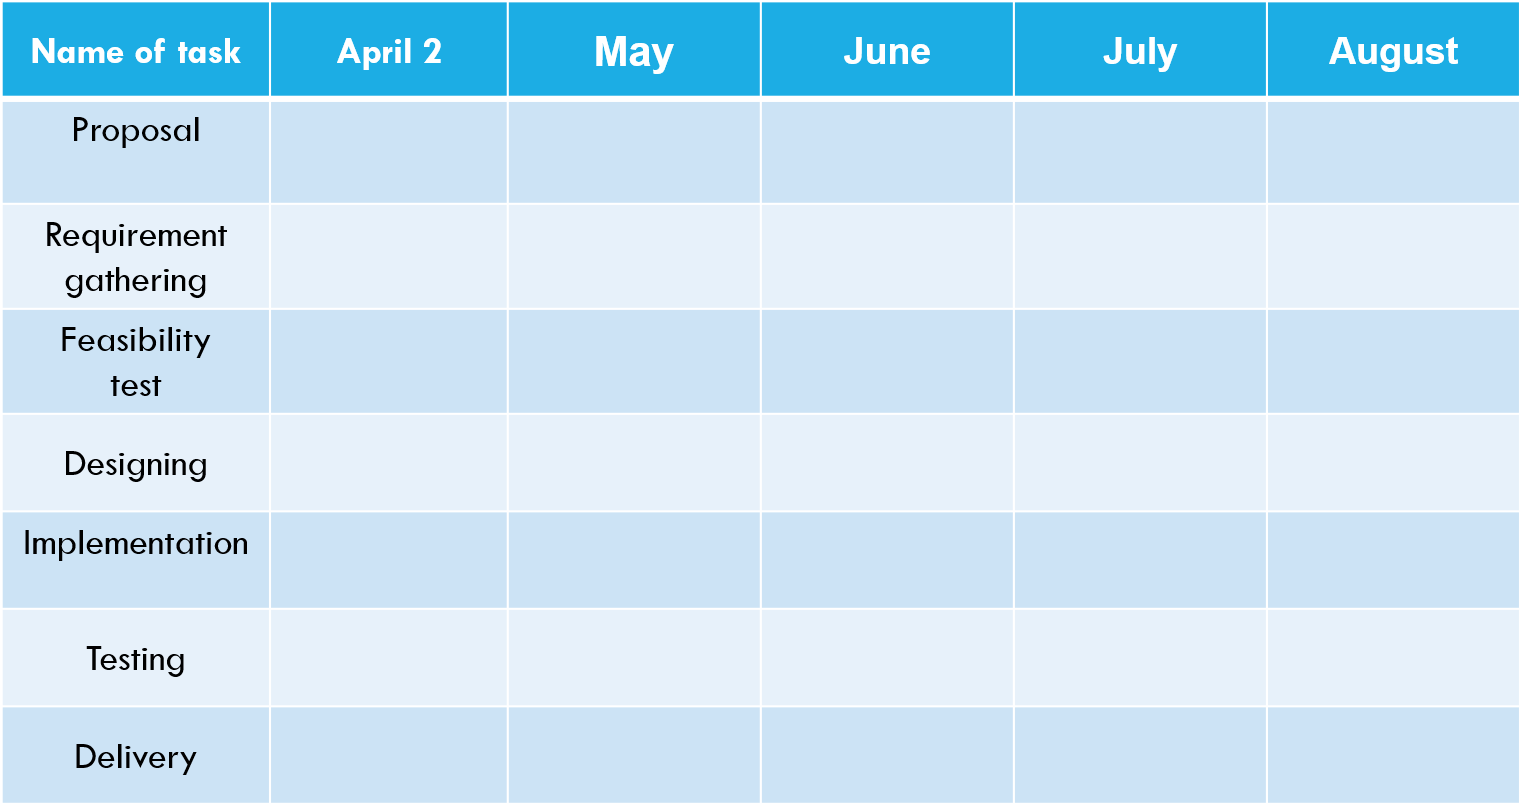 Name of task April 2 May June July August
Proposal
Requirement
gathering
Feasibility
test
Designing
Implementation
Testing
Delivery